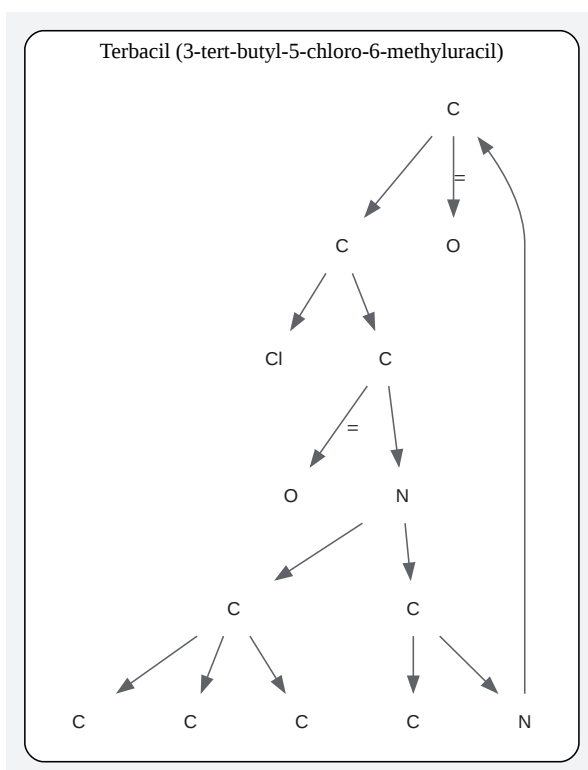 Terbacil (3-tert-butyl-5-chloro-6-methyluracil)
C
=
C O
Cl C
=
O N
C C
C C C C N